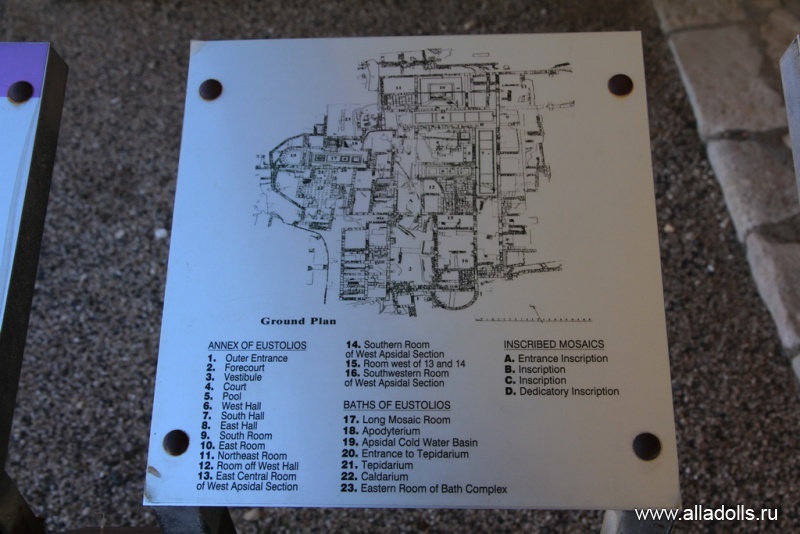 Ground Plan
ANNEX OF EUSTOLIOS
1. Outer Entrance
2. Forecourt
3. Vestibule
4. Court
5. Pool
6. West Hall
7. South Hall
8. East Hall
9. South Room
10. East Room
11. Northeast Room
12. Room off West Hall
13. East Central Room
of West Apsidal Section
14. Southern Room
of West Apsidal Section
15. Room west of 13 and 14
16. Southwestern Room
of West Apsidal Section
BATHS OF EUSTOLIOS
17. Long Mosaic Room
18. Apodyterium
19. Apsidal Cold Water Basin
20. Entrance to Tepidarium
21. Tepidarium
22. Caldarium
23. Eastern Room of Bath Complex
INSCRIBED MOSAICS
A. Entrance Inscription
B. Inscription
C. Inscription
D. Dedicatory Inscription
www.alladolls.ru